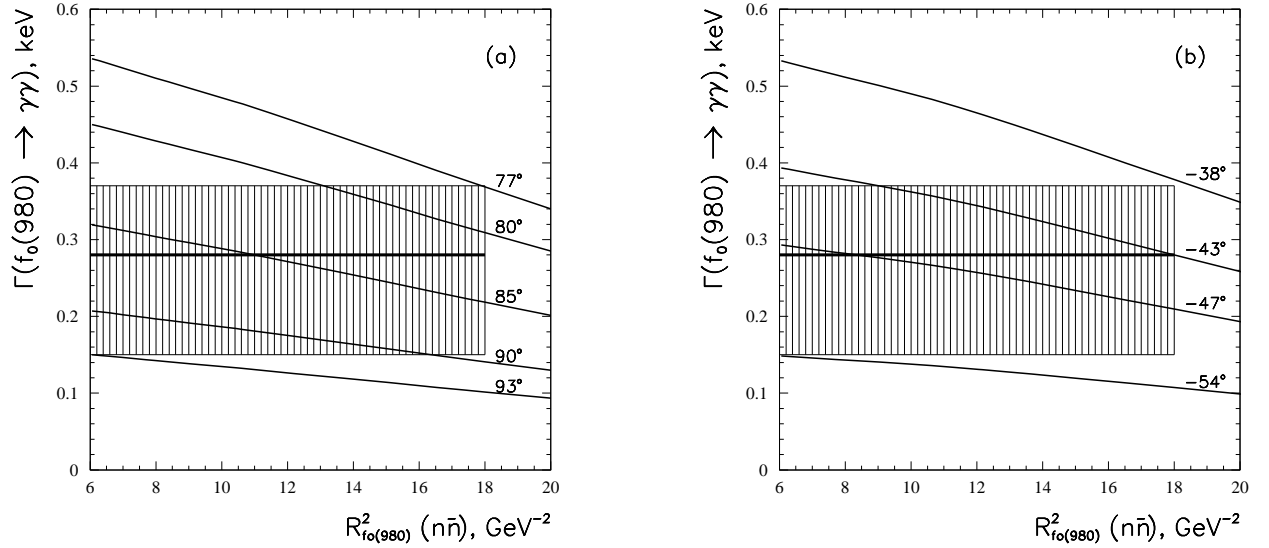 Γ(f₀(980) → γγ), keV
(a)
0.6
0.5
0.4
0.3
0.2
0.1
0
77°
80°
85°
90°
93°
6 8 10 12 14 16 18 20
R²fo(980) (nn̄), GeV⁻²
Γ(f₀(980) → γγ), keV
(b)
0.6
0.5
0.4
0.3
0.2
0.1
0
−38°
−43°
−47°
−54°
6 8 10 12 14 16 18 20
R²fo(980) (nn̄), GeV⁻²